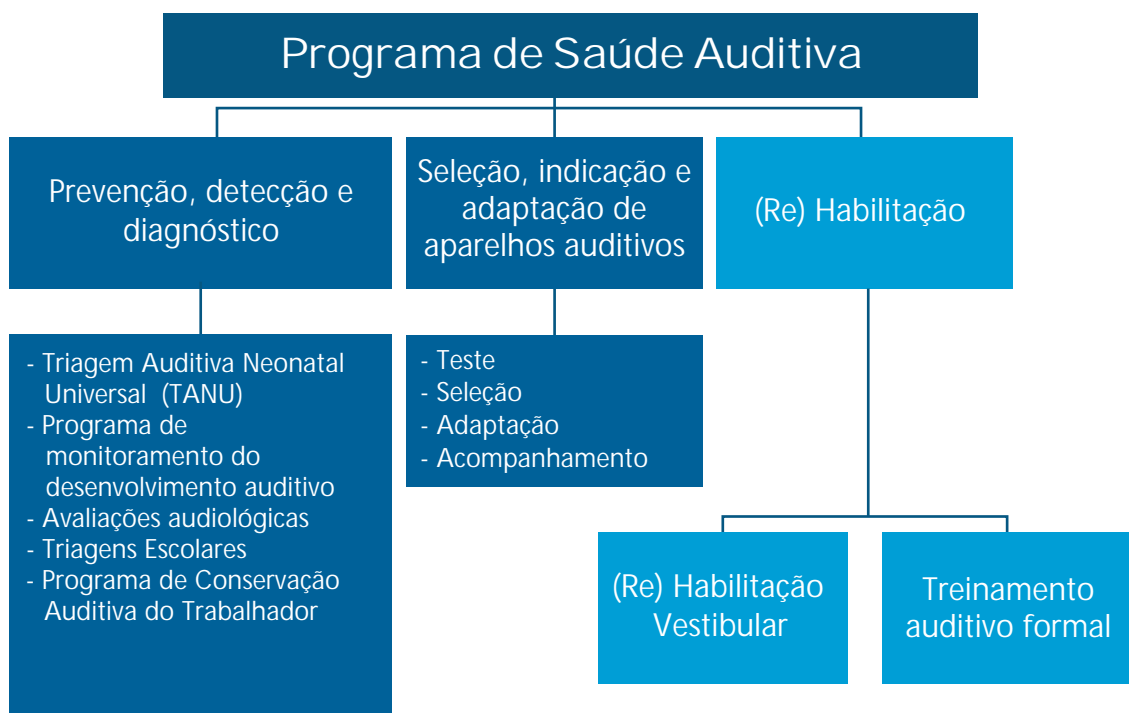 Programa de Saúde Auditiva
Prevenção, detecção e
diagnóstico
Seleção, indicação e
adaptação de
aparelhos auditivos
(Re) Habilitação
- Triagem Auditiva Neonatal
Universal (TANU)
- Programa de
monitoramento do
desenvolvimento auditivo
- Avaliações audiológicas
- Triagens Escolares
- Programa de Conservação
Auditiva do Trabalhador
- Teste
- Seleção
- Adaptação
- Acompanhamento
(Re) Habilitação
Vestibular
Treinamento
auditivo formal